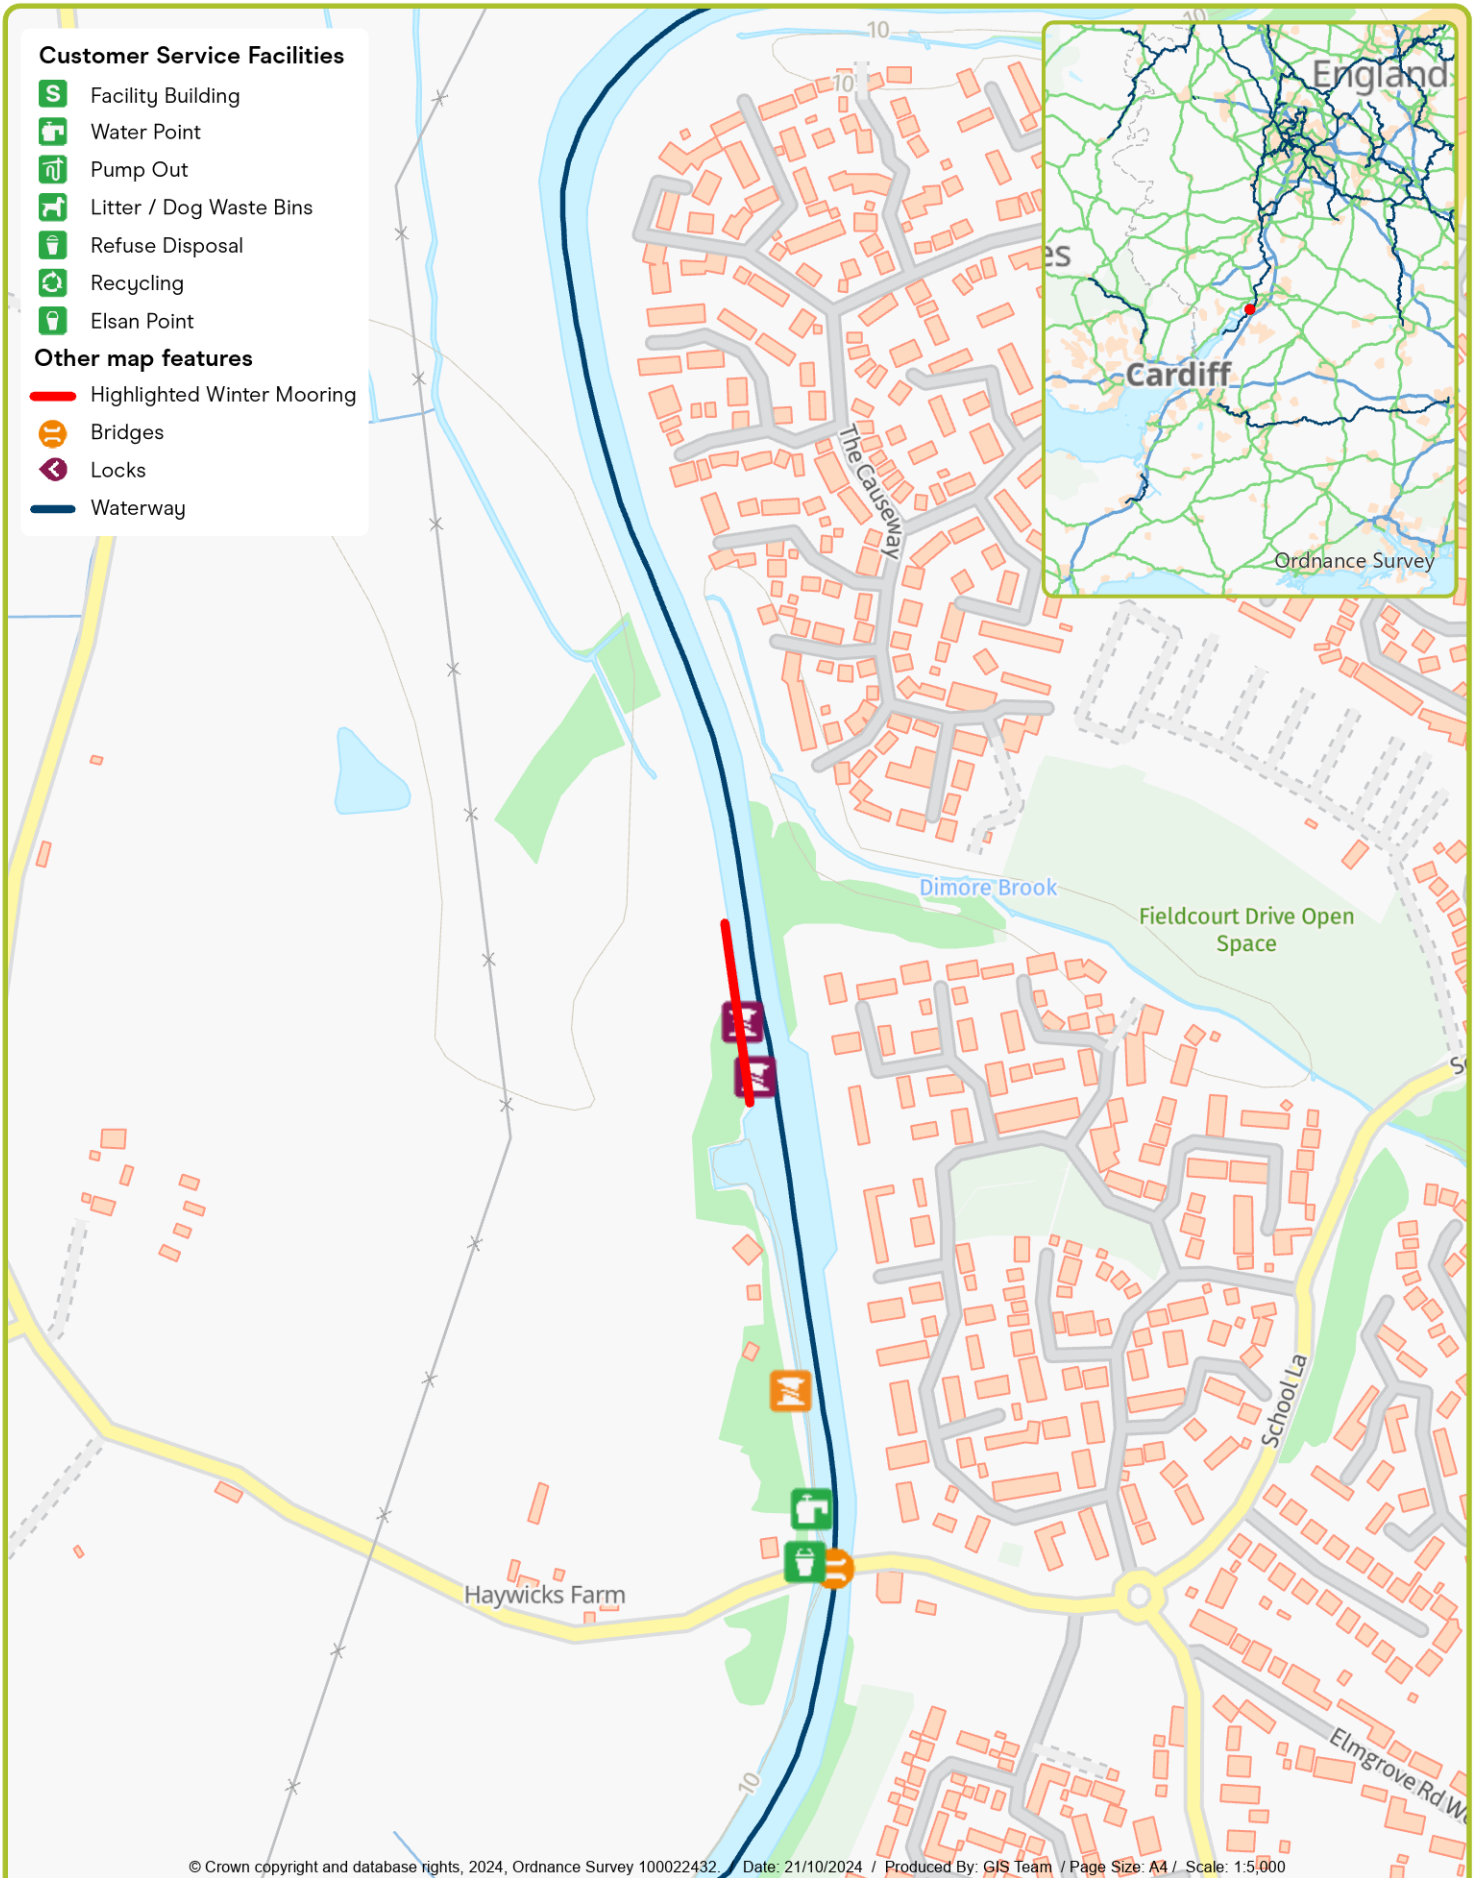 Customer Service Facilities
S
Facility Building
Water Point
Pump Out
Litter / Dog Waste Bins
Refuse Disposal
Recycling
Elsan Point
Other map features
Highlighted Winter Mooring
Bridges
Locks
Waterway
10
10
10
England
es
Cardiff
Ordnance Survey
The Causeway
Dimore Brook
Fieldcourt Drive Open
Space
School La
Haywicks Farm
Elmgrove Rd W
10
© Crown copyright and database rights, 2024, Ordnance Survey 100022432. / Date: 21/10/2024 / Produced By: GIS Team / Page Size: A4 / Scale: 1:5,000